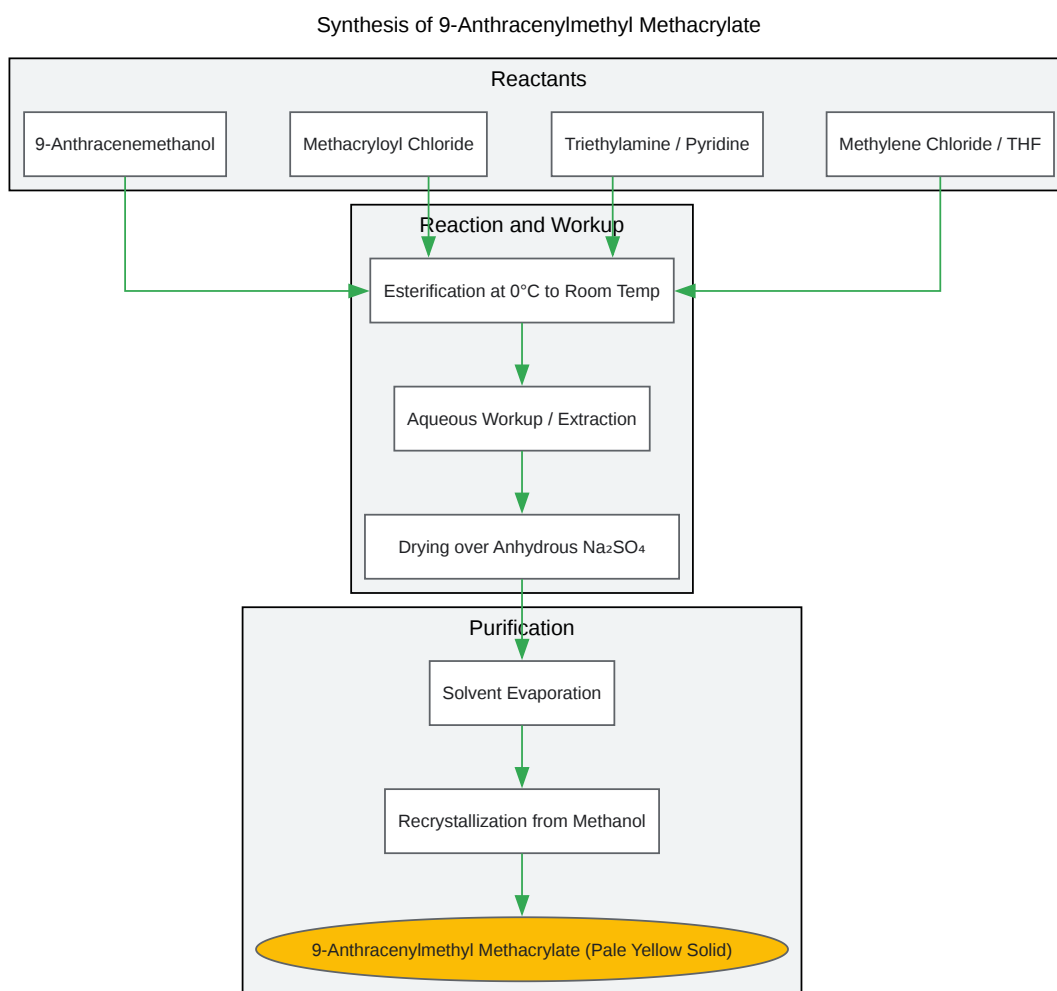 Synthesis of 9-Anthracenylmethyl Methacrylate
Reactants
9-Anthracenemethanol
Methacryloyl Chloride
Triethylamine / Pyridine
Methylene Chloride / THF
Reaction and Workup
Esterification at 0°C to Room Temp
Aqueous Workup / Extraction
Drying over Anhydrous Na₂SO₄
Purification
Solvent Evaporation
Recrystallization from Methanol
9-Anthracenylmethyl Methacrylate (Pale Yellow Solid)